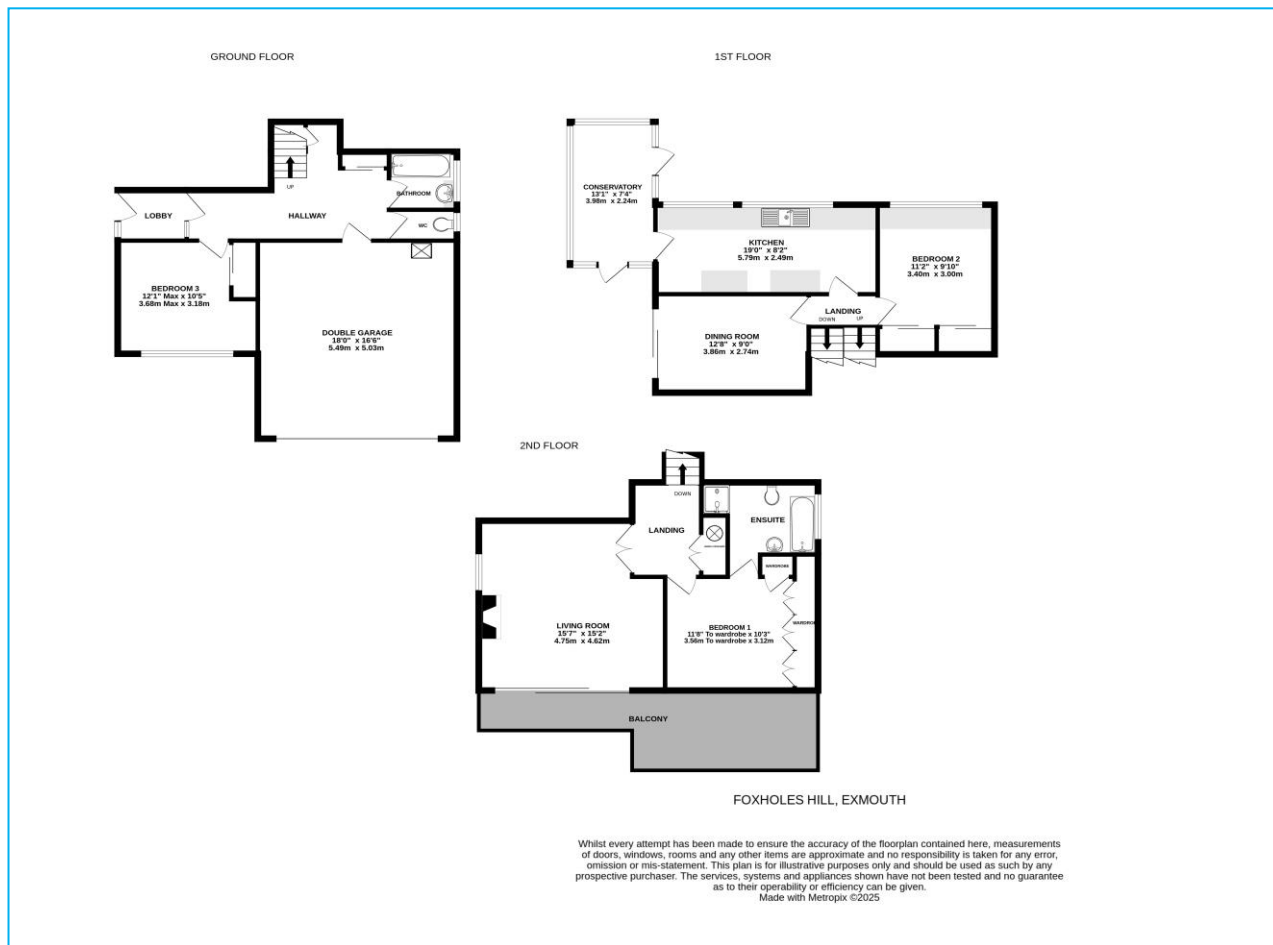 GROUND FLOOR
UP
BATHROOM
LOBBY
HALLWAY
WC
BEDROOM 3
12'1" Max x 10'5"
3.68m Max x 3.18m
DOUBLE GARAGE
18'0" x 16'6"
5.49m x 5.03m
1ST FLOOR
CONSERVATORY
13'1" x 7'4"
3.98m x 2.24m
KITCHEN
19'0" x 8'2"
5.79m x 2.49m
BEDROOM 2
11'2" x 9'10"
3.40m x 3.00m
LANDING
DOWN UP
DINING ROOM
12'8" x 9'0"
3.86m x 2.74m
2ND FLOOR
DOWN
LANDING
ENSUITE
WARDROBE
LIVING ROOM
15'7" x 15'2"
4.75m x 4.62m
BEDROOM 1
11'8" To wardrobe x 10'3"
3.56m To wardrobe x 3.12m
WARDROB
BALCONY
FOXHOLES HILL, EXMOUTH
Whilst every attempt has been made to ensure the accuracy of the floorplan contained here, measurements
of doors, windows, rooms and any other items are approximate and no responsibility is taken for any error,
omission or mis-statement. This plan is for illustrative purposes only and should be used as such by any
prospective purchaser. The services, systems and appliances shown have not been tested and no guarantee
as to their operability or efficiency can be given.
Made with Metropix ©2025